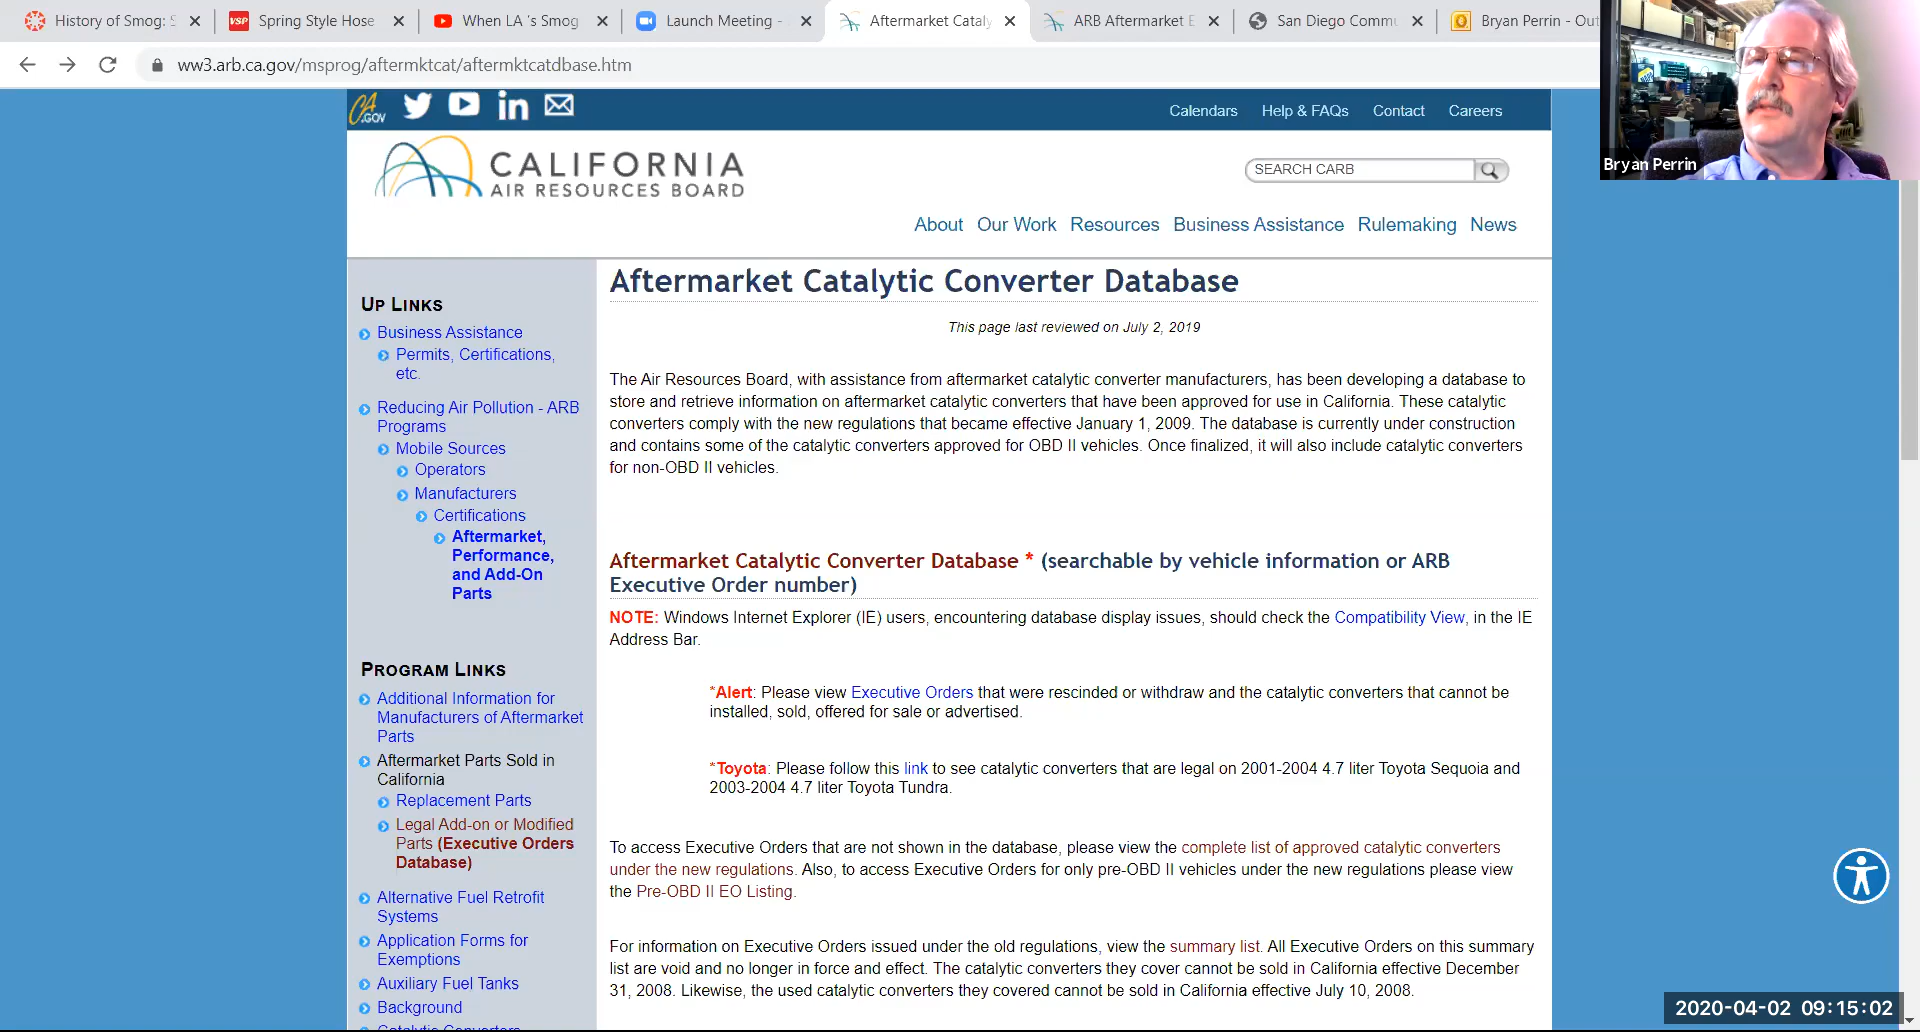 History of Smog: S
Spring Style Hose
When LA 's Smog
Launch Meeting -
Aftermarket Cataly
ARB Aftermarket E
San Diego Commu
Bryan Perrin - Out
ww3.arb.ca.gov/msprog/aftermktcat/aftermktcatdbase.htm
Bryan Perrin
CA.GOV
Calendars Help & FAQs Contact Careers
CALIFORNIA
AIR RESOURCES BOARD
SEARCH CARB
About Our Work Resources Business Assistance Rulemaking News
UP LINKS
Business Assistance
Permits, Certifications,
etc.
Reducing Air Pollution - ARB
Programs
Mobile Sources
Operators
Manufacturers
Certifications
Aftermarket,
Performance,
and Add-On
Parts
PROGRAM LINKS
Additional Information for
Manufacturers of Aftermarket
Parts
Aftermarket Parts Sold in
California
Replacement Parts
Legal Add-on or Modified
Parts (Executive Orders
Database)
Alternative Fuel Retrofit
Systems
Application Forms for
Exemptions
Auxiliary Fuel Tanks
Background
Catalytic Converters
Aftermarket Catalytic Converter Database
This page last reviewed on July 2, 2019
The Air Resources Board, with assistance from aftermarket catalytic converter manufacturers, has been developing a database to
store and retrieve information on aftermarket catalytic converters that have been approved for use in California. These catalytic
converters comply with the new regulations that became effective January 1, 2009. The database is currently under construction
and contains some of the catalytic converters approved for OBD II vehicles. Once finalized, it will also include catalytic converters
for non-OBD II vehicles.
Aftermarket Catalytic Converter Database * (searchable by vehicle information or ARB
Executive Order number)
NOTE: Windows Internet Explorer (IE) users, encountering database display issues, should check the Compatibility View, in the IE
Address Bar.
*Alert: Please view Executive Orders that were rescinded or withdraw and the catalytic converters that cannot be
installed, sold, offered for sale or advertised.
*Toyota: Please follow this link to see catalytic converters that are legal on 2001-2004 4.7 liter Toyota Sequoia and
2003-2004 4.7 liter Toyota Tundra.
To access Executive Orders that are not shown in the database, please view the complete list of approved catalytic converters
under the new regulations. Also, to access Executive Orders for only pre-OBD II vehicles under the new regulations please view
the Pre-OBD II EO Listing.
For information on Executive Orders issued under the old regulations, view the summary list. All Executive Orders on this summary
list are void and no longer in force and effect. The catalytic converters they cover cannot be sold in California effective December
31, 2008. Likewise, the used catalytic converters they covered cannot be sold in California effective July 10, 2008.
2020-04-02 09:15:02